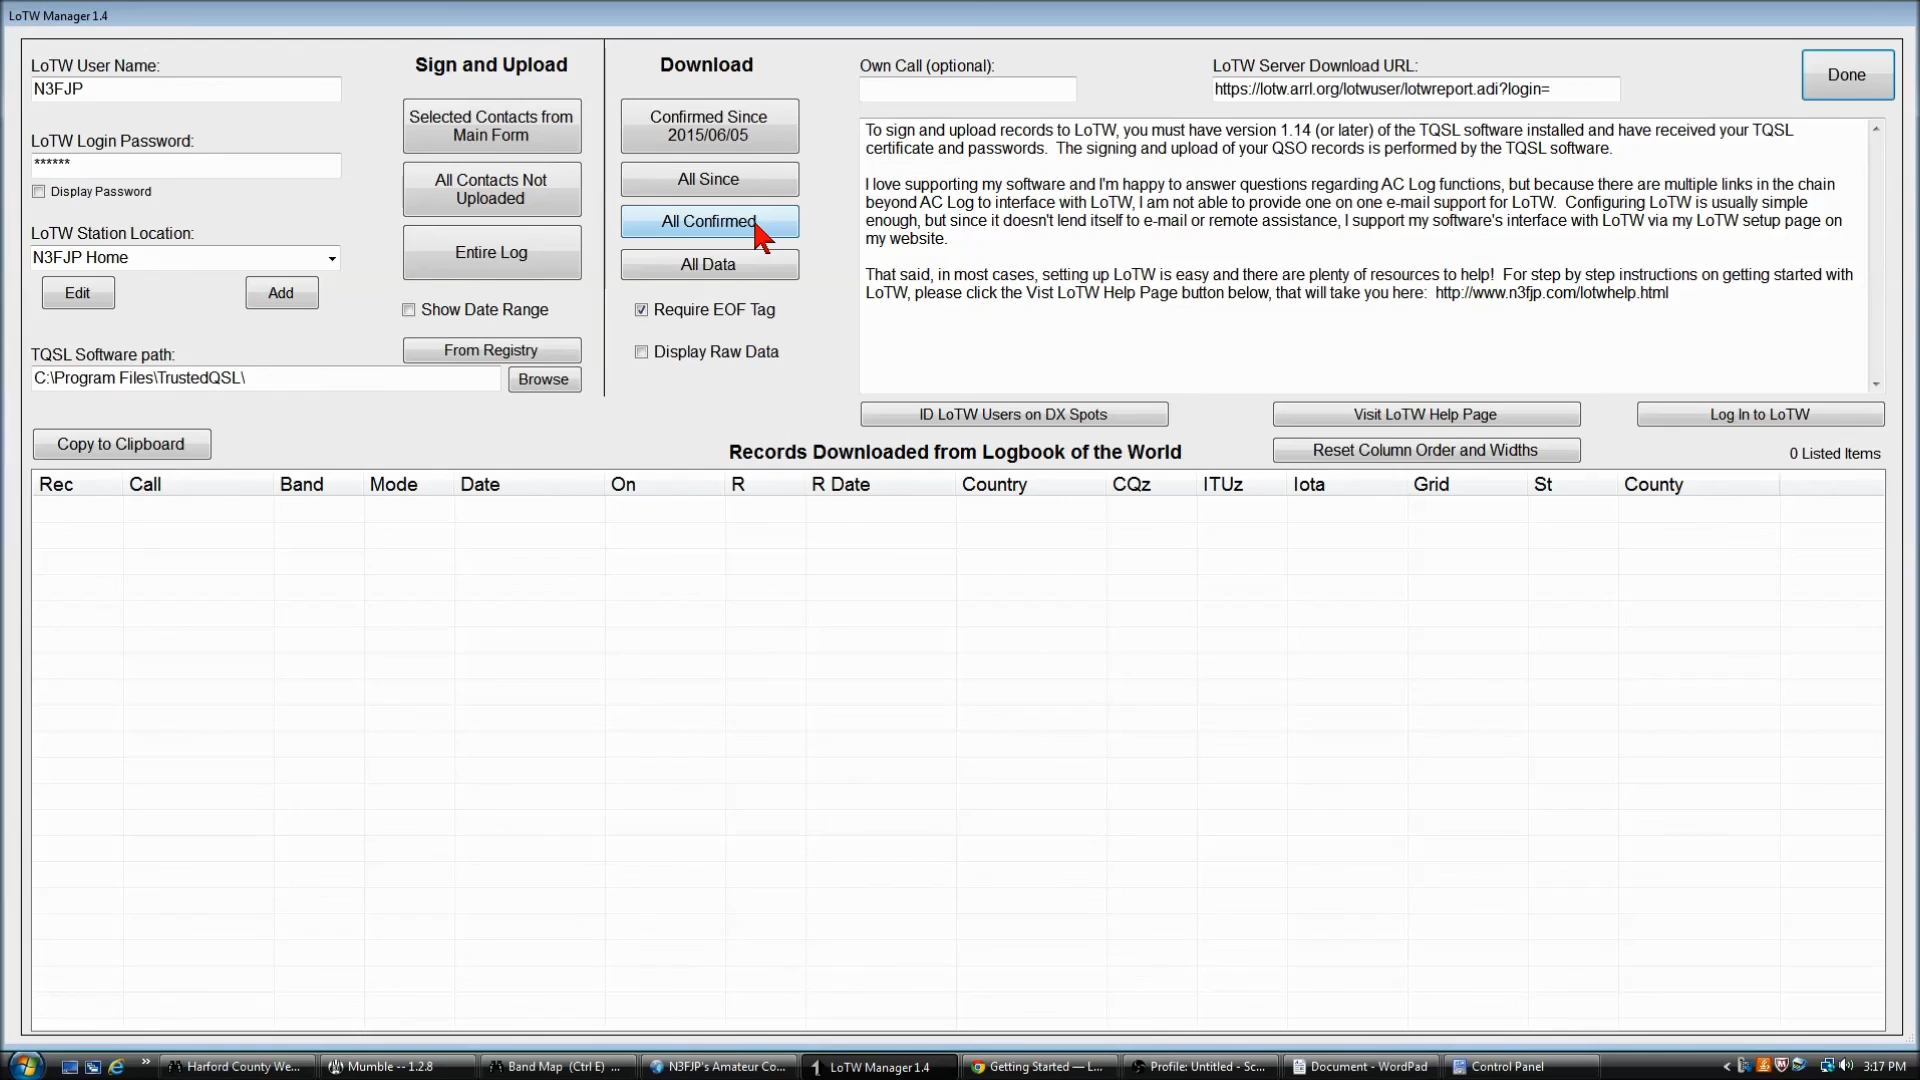 LoTW Manager 1.4
LoTW User Name:
N3FJP
LoTW Login Password:
******
Display Password
LoTW Station Location:
N3FJP Home
Edit
Add
TQSL Software path:
C:\Program Files\TrustedQSL\
Browse
Sign and Upload
Selected Contacts from
Main Form
All Contacts Not
Uploaded
Entire Log
Show Date Range
From Registry
Download
Confirmed Since
2015/06/05
All Since
All Confirmed
All Data
Require EOF Tag
Display Raw Data
Own Call (optional):
LoTW Server Download URL:
https://lotw.arrl.org/lotwuser/lotwreport.adi?login=
Done
To sign and upload records to LoTW, you must have version 1.14 (or later) of the TQSL software installed and have received your TQSL
certificate and passwords.  The signing and upload of your QSO records is performed by the TQSL software.
I love supporting my software and I'm happy to answer questions regarding AC Log functions, but because there are multiple links in the chain
beyond AC Log to interface with LoTW, I am not able to provide one on one e-mail support for LoTW.  Configuring LoTW is usually simple
enough, but since it doesn't lend itself to e-mail or remote assistance, I support my software's interface with LoTW via my LoTW setup page on
my website.
That said, in most cases, setting up LoTW is easy and there are plenty of resources to help!  For step by step instructions on getting started with
LoTW, please click the Vist LoTW Help Page button below, that will take you here:  http://www.n3fjp.com/lotwhelp.html
ID LoTW Users on DX Spots
Visit LoTW Help Page
Log In to LoTW
Copy to Clipboard
Records Downloaded from Logbook of the World
Reset Column Order and Widths
0 Listed Items
Rec Call Band Mode Date On R R Date Country CQz ITUz Iota Grid St County
Harford County We...
Mumble -- 1.2.8
Band Map  (Ctrl E) ...
N3FJP's Amateur Co...
LoTW Manager 1.4
Getting Started — L...
Profile: Untitled - Sc...
Document - WordPad
Control Panel
3:17 PM